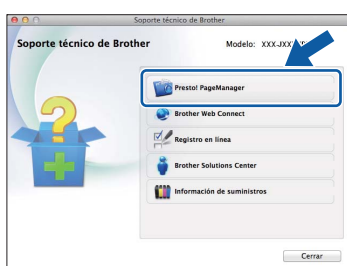 Soporte técnico de Brother
Soporte técnico de Brother
Modelo:
Presto! PageManager
Brother Web Connect
Registro en línea
Brother Solutions Center
Información de suministros
Cerrar